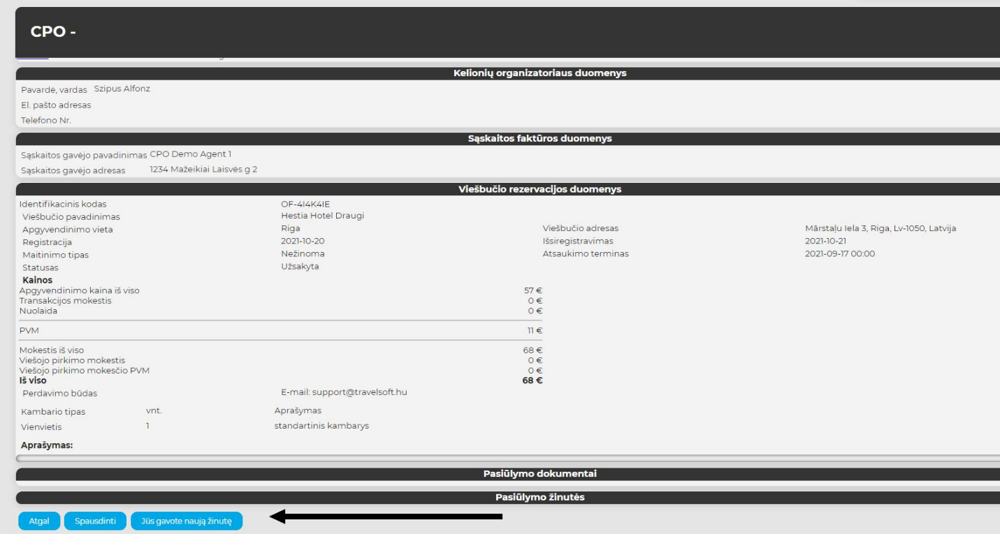 CPO -
Kelionių organizatoriaus duomenys
Pavardė, vardas Szipus Alfonz
El. pašto adresas
Telefono Nr.
Sąskaitos faktūros duomenys
Sąskaitos gavėjo pavadinimas CPO Demo Agent 1
Sąskaitos gavėjo adresas 1234 Mažeikiai Laisvės g 2
Viešbučio rezervacijos duomenys
Identifikacinis kodas OF-4I4K4IE
Viešbučio pavadinimas Hestia Hotel Draugi
Apgyvendinimo vieta Riga Viešbučio adresas Mārstaļu Iela 3, Riga, Lv-1050, Latvija
Registracija 2021-10-20 Išsiregistravimas 2021-10-21
Maitinimo tipas Nežinoma Atsaukimo terminas 2021-09-17 00:00
Statusas Užsakyta
Kainos
Apgyvendinimo kaina iš viso 57 €
Transakcijos mokestis 0 €
Nuolaida 0 €
PVM 11 €
Mokestis iš viso 68 €
Viešojo pirkimo mokestis 0 €
Viešojo pirkimo mokesčio PVM 0 €
Iš viso 68 €
Perdavimo būdas E-mail: support@travelsoft.hu
Kambario tipas vnt. Aprašymas
Vienvietis 1 standartinis kambarys
Aprašymas:
Pasiūlymo dokumentai
Pasiūlymo žinutės
Atgal Spausdinti Jūs gavote naują žinutę